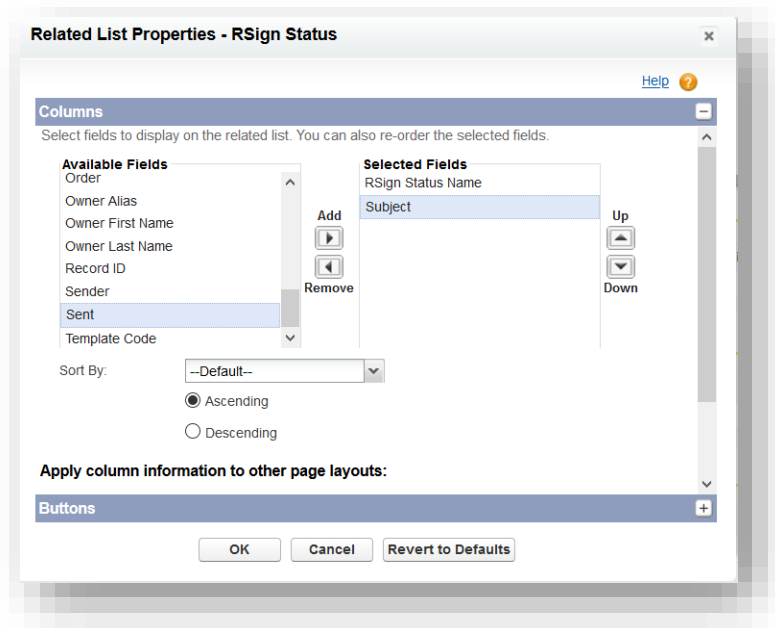 Related List Properties - RSign Status
Help
Columns
Select fields to display on the related list. You can also re-order the selected fields.
Available Fields
Order
Owner Alias
Owner First Name
Owner Last Name
Record ID
Sender
Sent
Template Code
Add
Remove
Selected Fields
RSign Status Name
Subject
Up
Down
Sort By:
--Default--
Ascending
Descending
Apply column information to other page layouts:
Buttons
OK
Cancel
Revert to Defaults